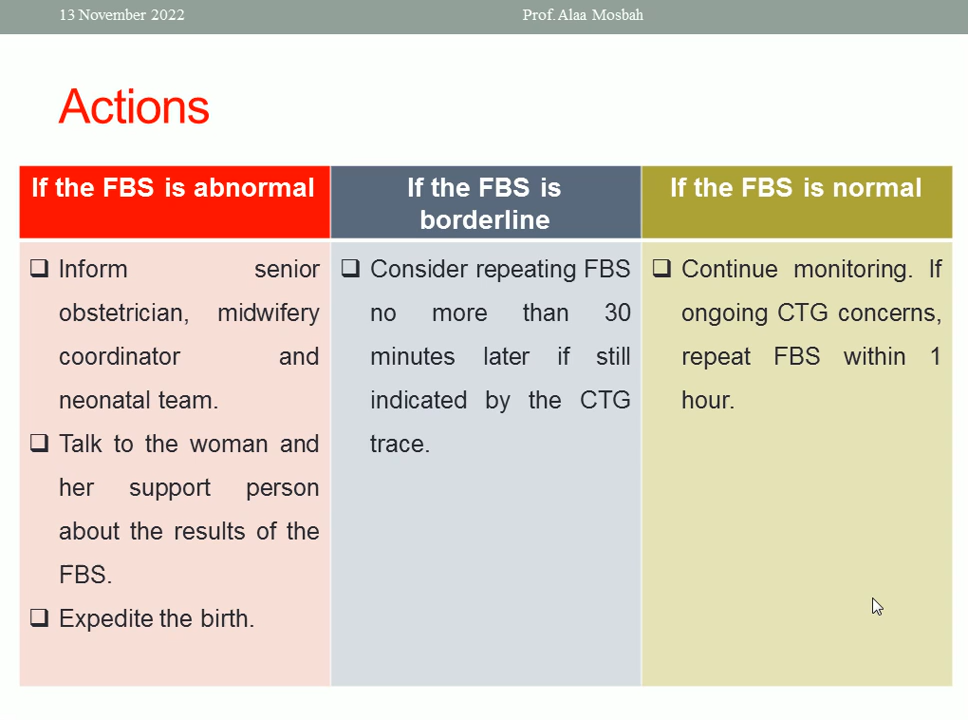 13 November 2022
Prof. Alaa Mosbah
Actions
If the FBS is abnormal
If the FBS is
borderline
If the FBS is normal
❑ Inform senior
obstetrician, midwifery
coordinator and
neonatal team.
❑ Talk to the woman and
her support person
about the results of the
FBS.
❑ Expedite the birth.
❑ Consider repeating FBS
no more than 30
minutes later if still
indicated by the CTG
trace.
❑ Continue monitoring. If
ongoing CTG concerns,
repeat FBS within 1
hour.